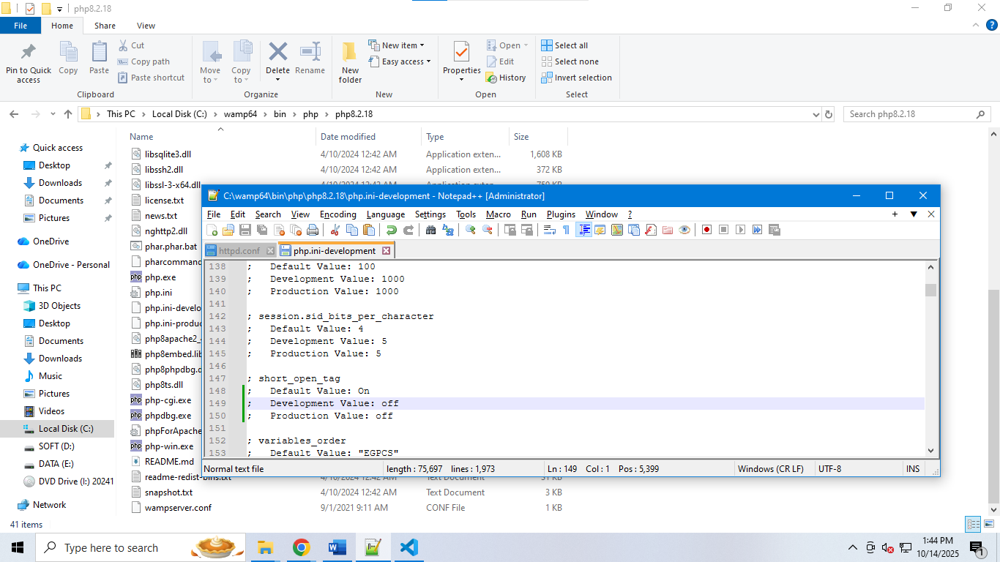 php8.2.18
File Home Share View
Pin to Quick access
Copy
Paste
Cut
Copy path
Paste shortcut
Clipboard
Move to
Copy to
Delete
Rename
Organize
New folder
New item
Easy access
New
Properties
Open
Edit
History
Open
Select all
Select none
Invert selection
Select
This PC > Local Disk (C:) > wamp64 > bin > php > php8.2.18
Search php8.2.18
Name Date modified Type Size
Quick access
Desktop
Downloads
Documents
Pictures
OneDrive
OneDrive - Personal
This PC
3D Objects
Desktop
Documents
Downloads
Music
Pictures
Videos
Local Disk (C:)
SOFT (D:)
DATA (E:)
DVD Drive (I:) 20241
Network
libsqlite3.dll 4/10/2024 12:42 AM Application exten... 1,608 KB
libssh2.dll 4/10/2024 12:42 AM Application exten... 372 KB
libssl-3-x64.dll 4/10/2024 12:42 AM Application exten... 750 KB
license.txt
news.txt
nghttp2.dll
phar.phar.bat
pharcommand
php.exe
php.ini
php.ini-develo
php.ini-produc
php8apache2_
php8embed.lib
php8phpdbg.d
php8ts.dll
php-cgi.exe
phpdbg.exe
phpForApache
php-win.exe
README.md
readme-redist-bins.txt 4/10/2024 12:42 AM Text Document 51 KB
snapshot.txt 4/10/2024 12:42 AM Text Document 3 KB
wampserver.conf 9/1/2021 9:11 AM CONF File 1 KB
C:\wamp64\bin\php\php8.2.18\php.ini-development - Notepad++ [Administrator]
File Edit Search View Encoding Language Settings Tools Macro Run Plugins Window ?
httpd.conf php.ini-development
138 ;   Default Value: 100
139 ;   Development Value: 1000
140 ;   Production Value: 1000
141
142 ; session.sid_bits_per_character
143 ;   Default Value: 4
144 ;   Development Value: 5
145 ;   Production Value: 5
146
147 ; short_open_tag
148 ;   Default Value: On
149 ;   Development Value: off
150 ;   Production Value: off
151
152 ; variables_order
153 ;   Default Value: "EGPCS"
Normal text file length : 75,697 lines : 1,973 Ln : 149 Col : 1 Pos : 5,399 Windows (CR LF) UTF-8 INS
41 items
Type here to search
1:44 PM
10/14/2025
1